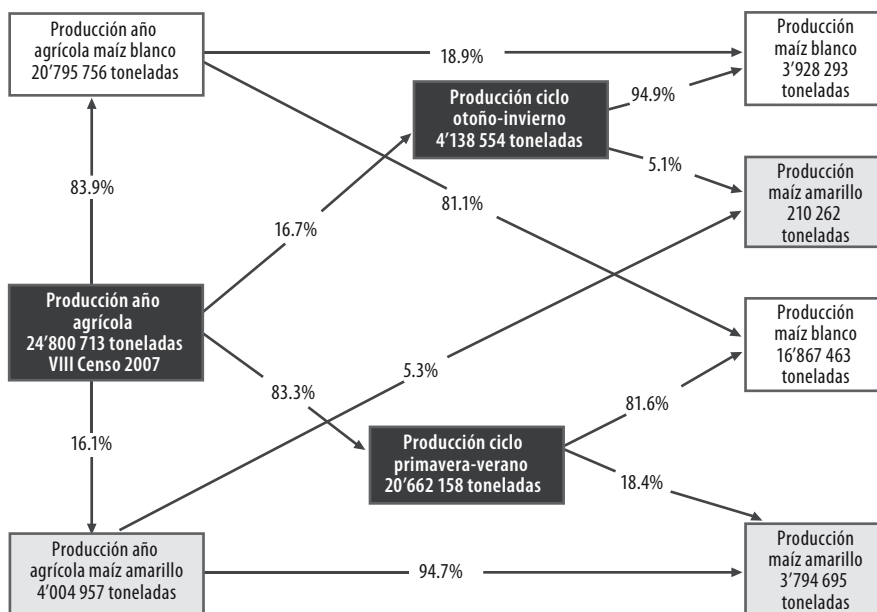 Producción año
agrícola maíz blanco
20’795 756 toneladas
18.9%
Producción
maíz blanco
3’928 293
toneladas
Producción ciclo
otoño-invierno
4’138 554 toneladas
94.9%
5.1%
Producción
maíz amarillo
210 262
toneladas
83.9%
16.7%
81.1%
Producción año
agrícola
24’800 713 toneladas
VIII Censo 2007
Producción
maíz blanco
16’867 463
toneladas
5.3%
83.3%
81.6%
16.1%
Producción ciclo
primavera-verano
20’662 158 toneladas
18.4%
Producción año
agrícola maíz amarillo
4’004 957 toneladas
94.7%
Producción
maíz amarillo
3’794 695
toneladas